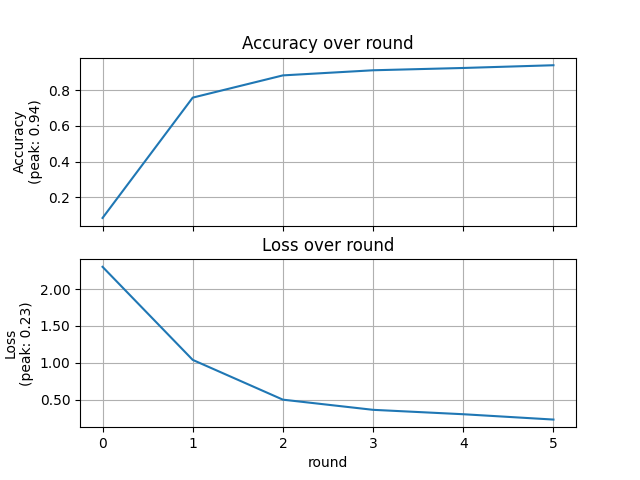 Accuracy over round
Accuracy
(peak: 0.94)
0.8
0.6
0.4
0.2
Loss over round
Loss
(peak: 0.23)
2.00
1.50
1.00
0.50
0 1 2 3 4 5
round